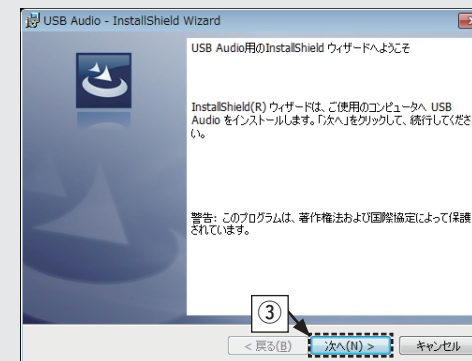 USB Audio - InstallShield Wizard
USB Audio用のInstallShield ウィザードへようこそ
InstallShield(R) ウィザードは、ご使用のコンピュータへ USB
Audio をインストールします。「次へ」をクリックして、続行してくださ
い。
警告: このプログラムは、著作権法および国際協定によって保護
されています。
③
< 戻る(B) 次へ(N) > キャンセル